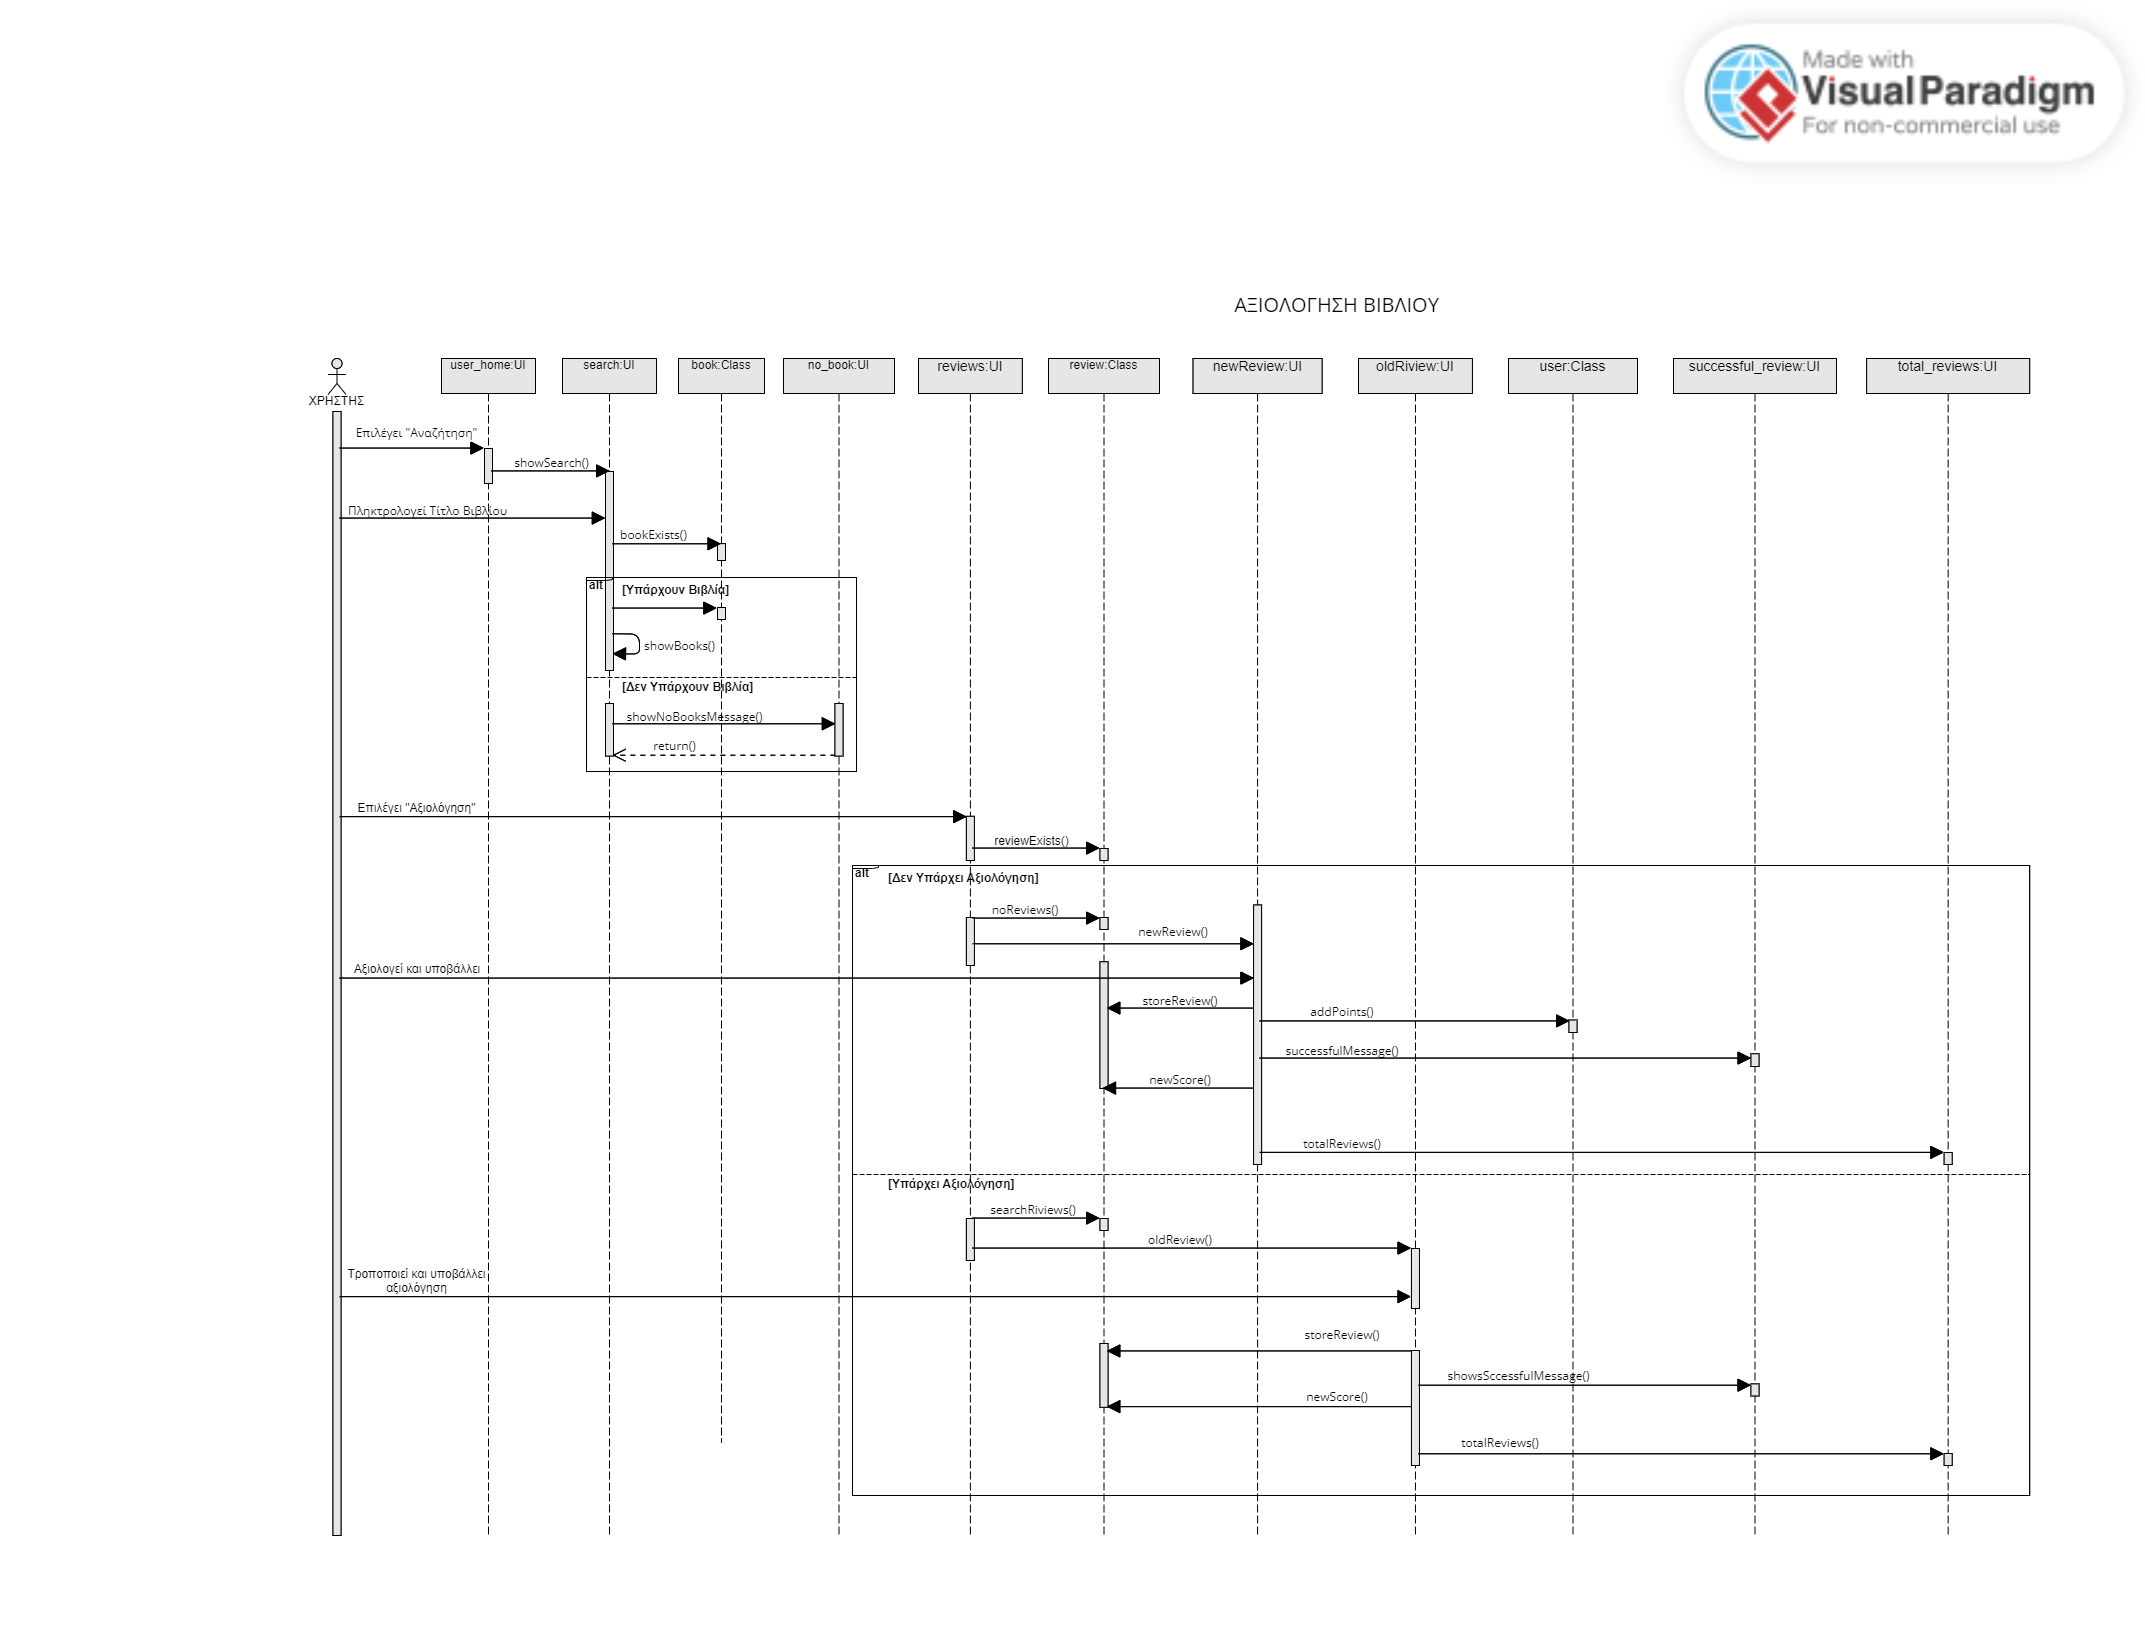 Made with
Visual Paradigm
For non-commercial use
ΑΞΙΟΛΟΓΗΣΗ ΒΙΒΛΙΟΥ
ΧΡΗΣΤΗΣ
user_home:UI
search:UI
book:Class
no_book:UI
reviews:UI
review:Class
newReview:UI
oldRiview:UI
user:Class
successful_review:UI
total_reviews:UI
Επιλέγει "Αναζήτηση"
showSearch()
Πληκτρολογεί Τίτλο Βιβλίου
bookExists()
alt
[Υπάρχουν Βιβλία]
showBooks()
[Δεν Υπάρχουν Βιβλία]
showNoBooksMessage()
return()
Επιλέγει "Αξιολόγηση"
reviewExists()
alt
[Δεν Υπάρχει Αξιολόγηση]
noReviews()
newReview()
Αξιολογεί και υποβάλλει
storeReview()
addPoints()
successfulMessage()
newScore()
totalReviews()
[Υπάρχει Αξιολόγηση]
searchRiviews()
oldReview()
Τροποποιεί και υποβάλλει
αξιολόγηση
storeReview()
showsSccessfulMessage()
newScore()
totalReviews()